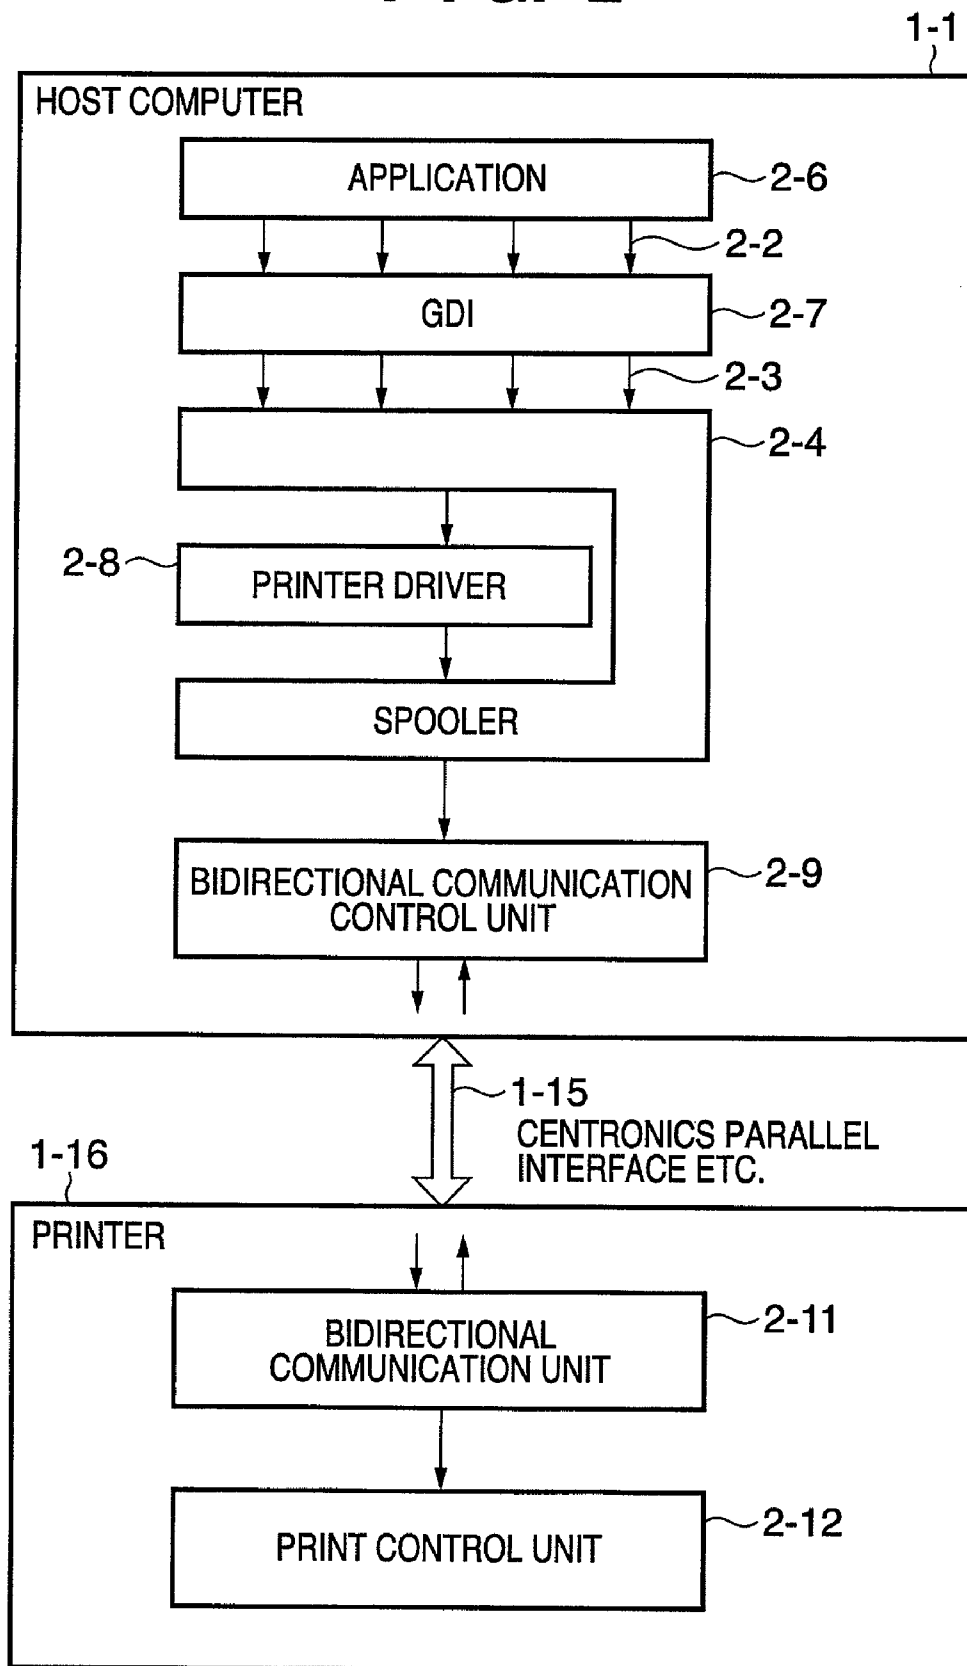 1-1
HOST COMPUTER
APPLICATION
2-6
2-2
GDI
2-7
2-3
2-4
2-8
PRINTER DRIVER
SPOOLER
BIDIRECTIONAL COMMUNICATION
CONTROL UNIT
2-9
1-15
CENTRONICS PARALLEL
INTERFACE ETC.
1-16
PRINTER
BIDIRECTIONAL
COMMUNICATION UNIT
2-11
PRINT CONTROL UNIT
2-12